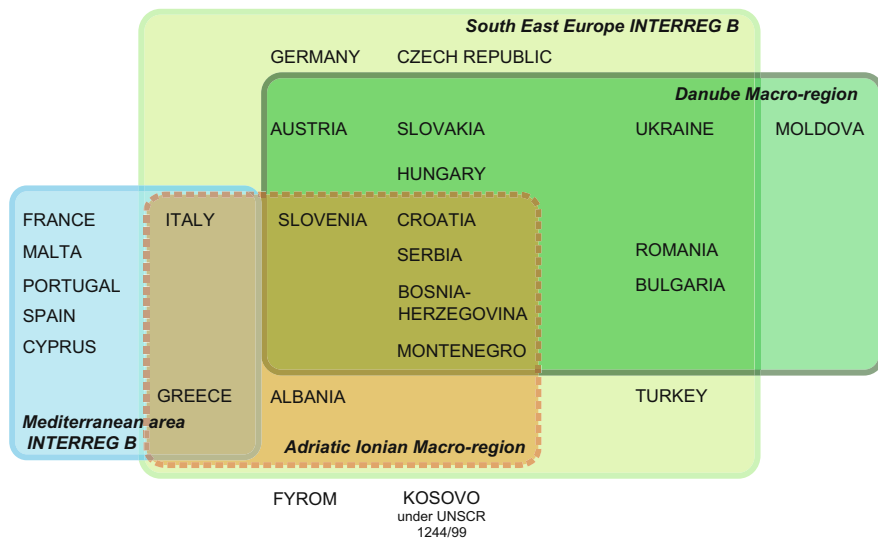 South East Europe INTERREG B
GERMANY CZECH REPUBLIC
Danube Macro-region
AUSTRIA SLOVAKIA UKRAINE MOLDOVA
HUNGARY
FRANCE ITALY SLOVENIA CROATIA
MALTA SERBIA ROMANIA
PORTUGAL BOSNIA- BULGARIA
SPAIN HERZEGOVINA
CYPRUS MONTENEGRO
GREECE ALBANIA TURKEY
Mediterranean area
INTERREG B Adriatic Ionian Macro-region
FYROM KOSOVO
under UNSCR
1244/99